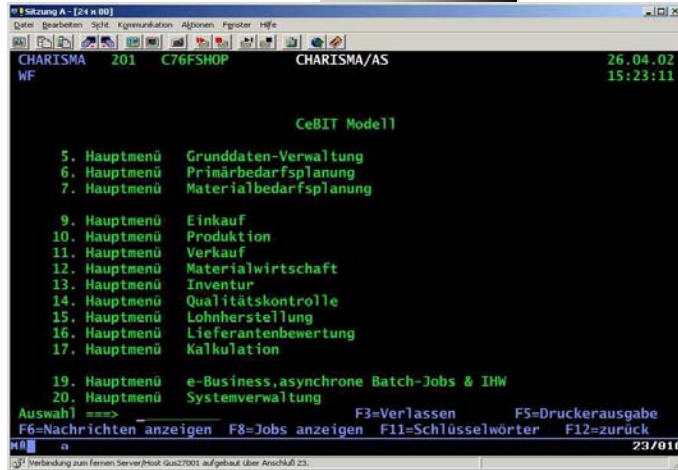 Sitzung A - [24 x 80]
Datei Bearbeiten Sicht Kommunikation Aktionen Fenster Hilfe
CHARISMA 201 C76FSHOP CHARISMA/AS 26.04.02
WF 15:23:11
CeBIT Modell
5. Hauptmenü Grunddaten-Verwaltung
6. Hauptmenü Primärbedarfsplanung
7. Hauptmenü Materialbedarfsplanung
9. Hauptmenü Einkauf
10. Hauptmenü Produktion
11. Hauptmenü Verkauf
12. Hauptmenü Materialwirtschaft
13. Hauptmenü Inventur
14. Hauptmenü Qualitätskontrolle
15. Hauptmenü Lohnherstellung
16. Hauptmenü Lieferantenbewertung
17. Hauptmenü Kalkulation
19. Hauptmenü e-Business,asynchrone Batch-Jobs & IHW
20. Hauptmenü Systemverwaltung
Auswahl ===> F3=Verlassen F5=Druckerausgabe
F6=Nachrichten anzeigen F8=Jobs anzeigen F11=Schlüsselwörter F12=zurück
a 23/018
Verbindung zum fernen Server/Host Gus27001 aufgebaut über Anschluß 23.